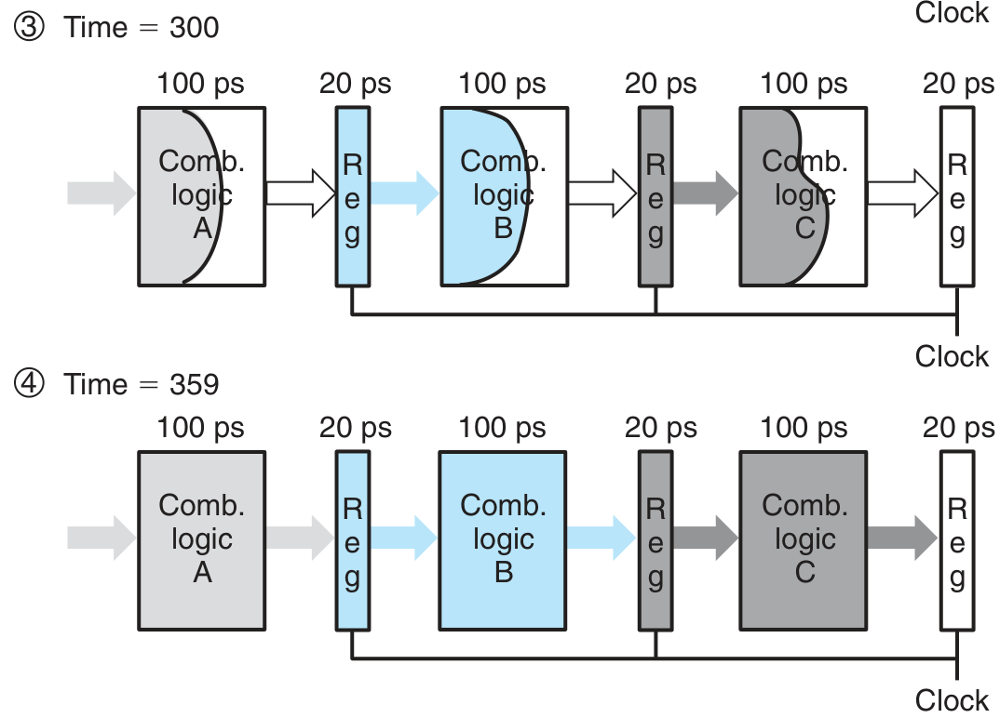 Clock
③ Time = 300
100 ps 20 ps 100 ps 20 ps 100 ps 20 ps
Comb.
logic
A
R
e
g
Comb.
logic
B
R
e
g
Comb.
logic
C
R
e
g
Clock
④ Time = 359
100 ps 20 ps 100 ps 20 ps 100 ps 20 ps
Comb.
logic
A
R
e
g
Comb.
logic
B
R
e
g
Comb.
logic
C
R
e
g
Clock